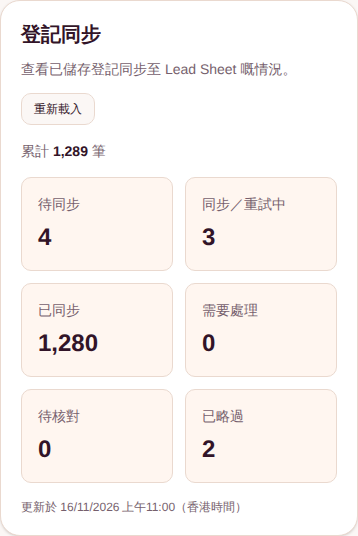 登記同步
查看已儲存登記同步至 Lead Sheet 嘅情況。
重新載入
累計 1,289 筆
待同步
4
同步／重試中
3
已同步
1,280
需要處理
0
待核對
0
已略過
2
更新於 16/11/2026 上午11:00（香港時間）